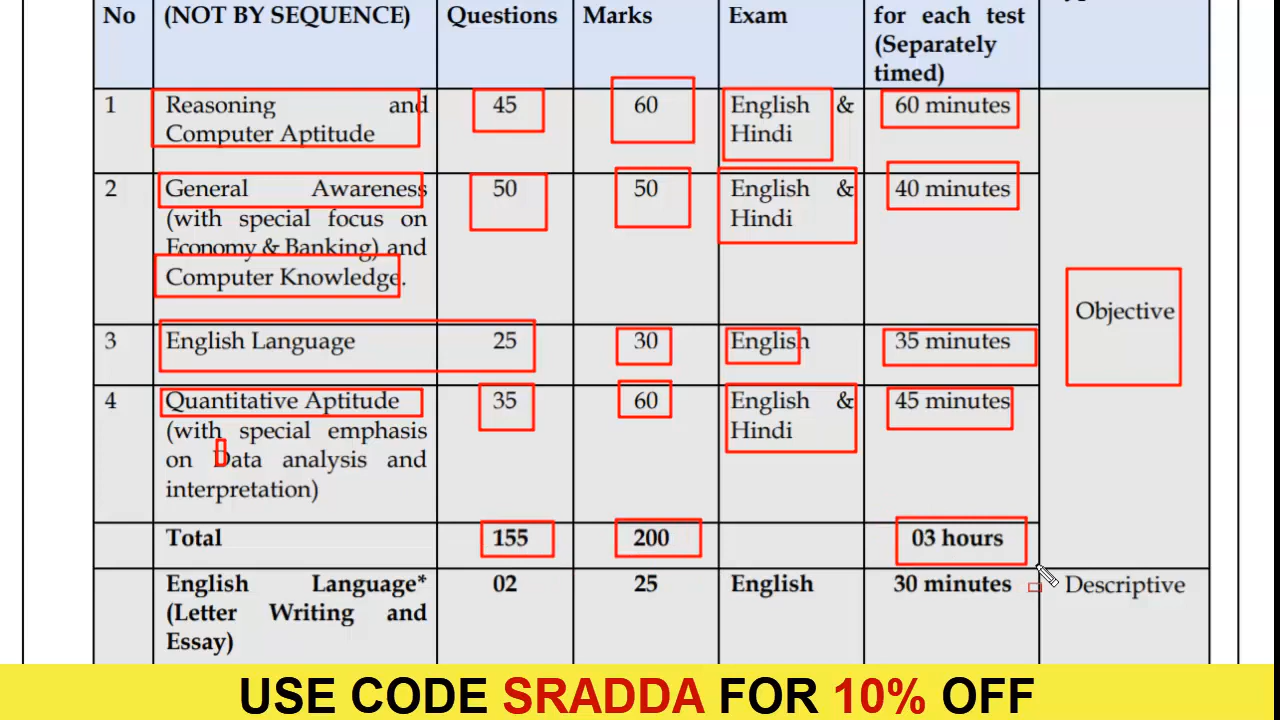 No (NOT BY SEQUENCE) Questions Marks Exam for each test
(Separately
timed)
1 Reasoning and 45 60 English & 60 minutes
Computer Aptitude Hindi
2 General Awareness 50 50 English & 40 minutes
(with special focus on Hindi
Economy & Banking) and
Computer Knowledge.
Objective
3 English Language 25 30 English 35 minutes
4 Quantitative Aptitude 35 60 English & 45 minutes
(with special emphasis Hindi
on Data analysis and
interpretation)
Total 155 200 03 hours
English Language* 02 25 English 30 minutes Descriptive
(Letter Writing and
Essay)
USE CODE SRADDA FOR 10% OFF